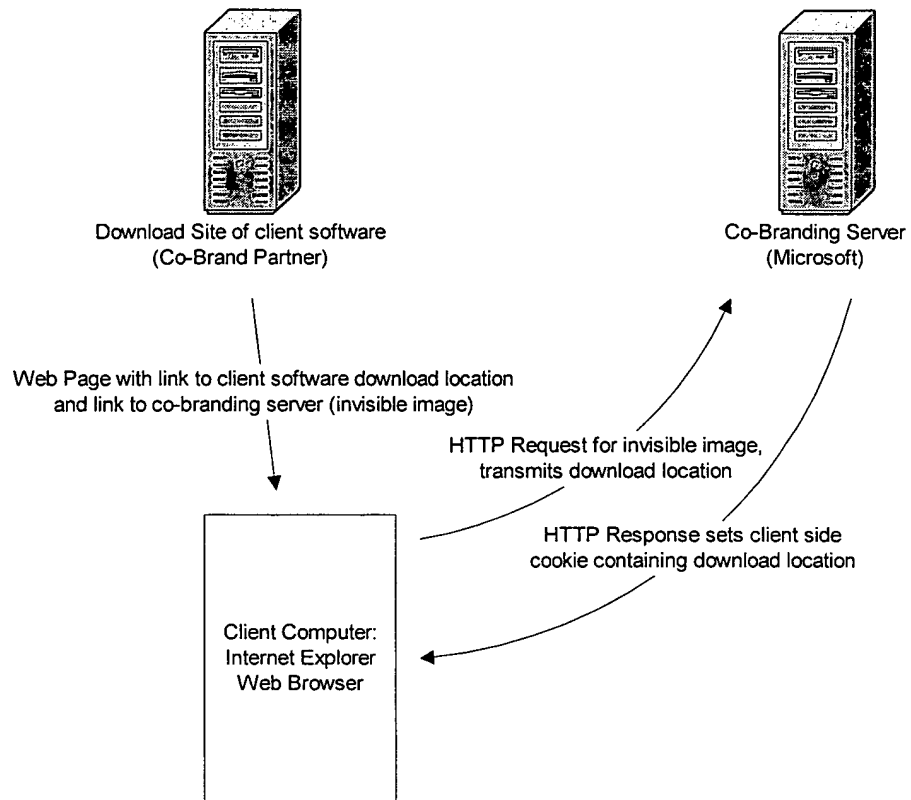 Download Site of client software
(Co-Brand Partner)
Co-Branding Server
(Microsoft)
Web Page with link to client software download location
and link to co-branding server (invisible image)
HTTP Request for invisible image,
transmits download location
HTTP Response sets client side
cookie containing download location
Client Computer:
Internet Explorer
Web Browser